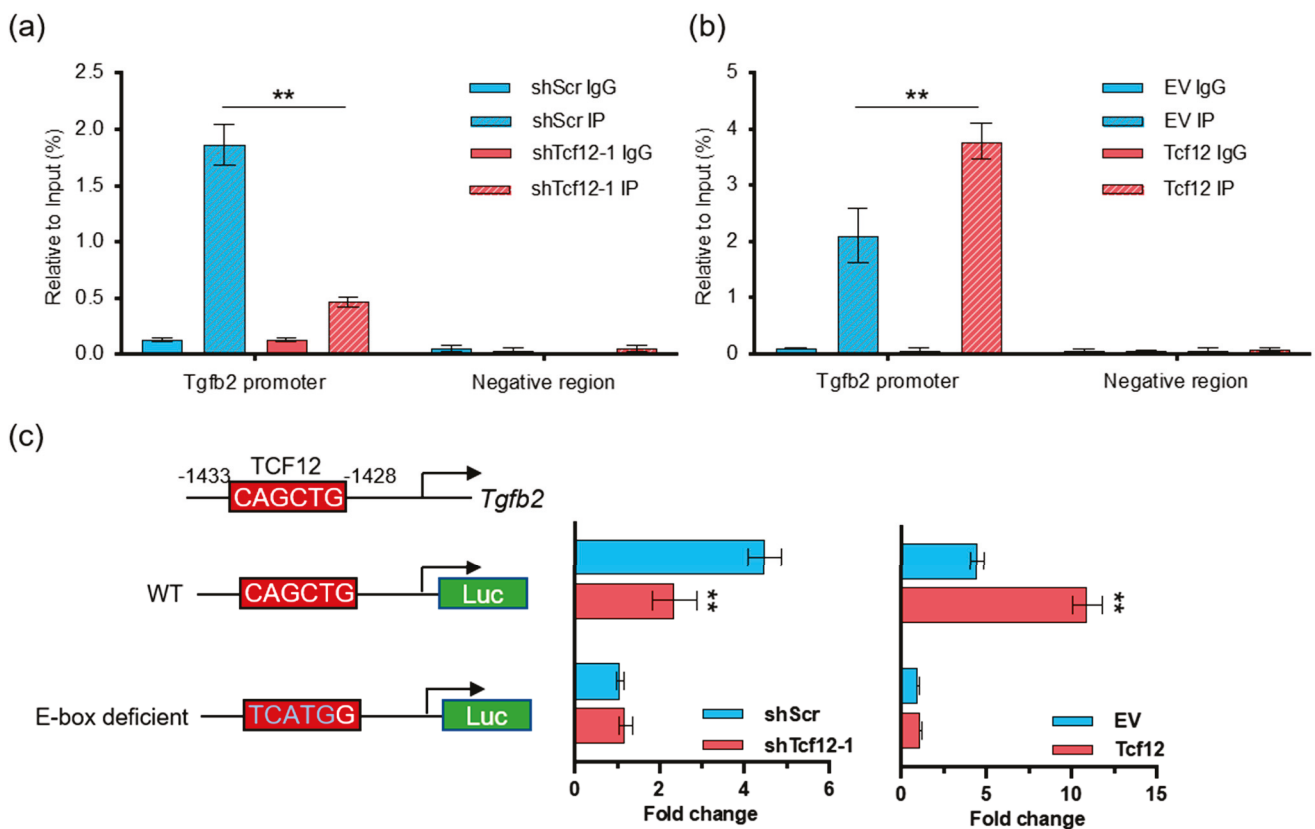 (a)
2.5
2.0
1.5
1.0
0.5
0.0
Relative to Input (%)
**
shScr IgG
shScr IP
shTcf12-1 IgG
shTcf12-1 IP
Tgfb2 promoter
Negative region
(b)
5
4
3
2
1
0
Relative to Input (%)
**
EV IgG
EV IP
Tcf12 IgG
Tcf12 IP
Tgfb2 promoter
Negative region
(c)
-1433
TCF12
-1428
CAGCTG
Tgfb2
WT
CAGCTG
Luc
E-box deficient
TCATGG
Luc
**
shScr
shTcf12-1
0
2
4
6
Fold change
**
EV
Tcf12
0
5
10
15
Fold change